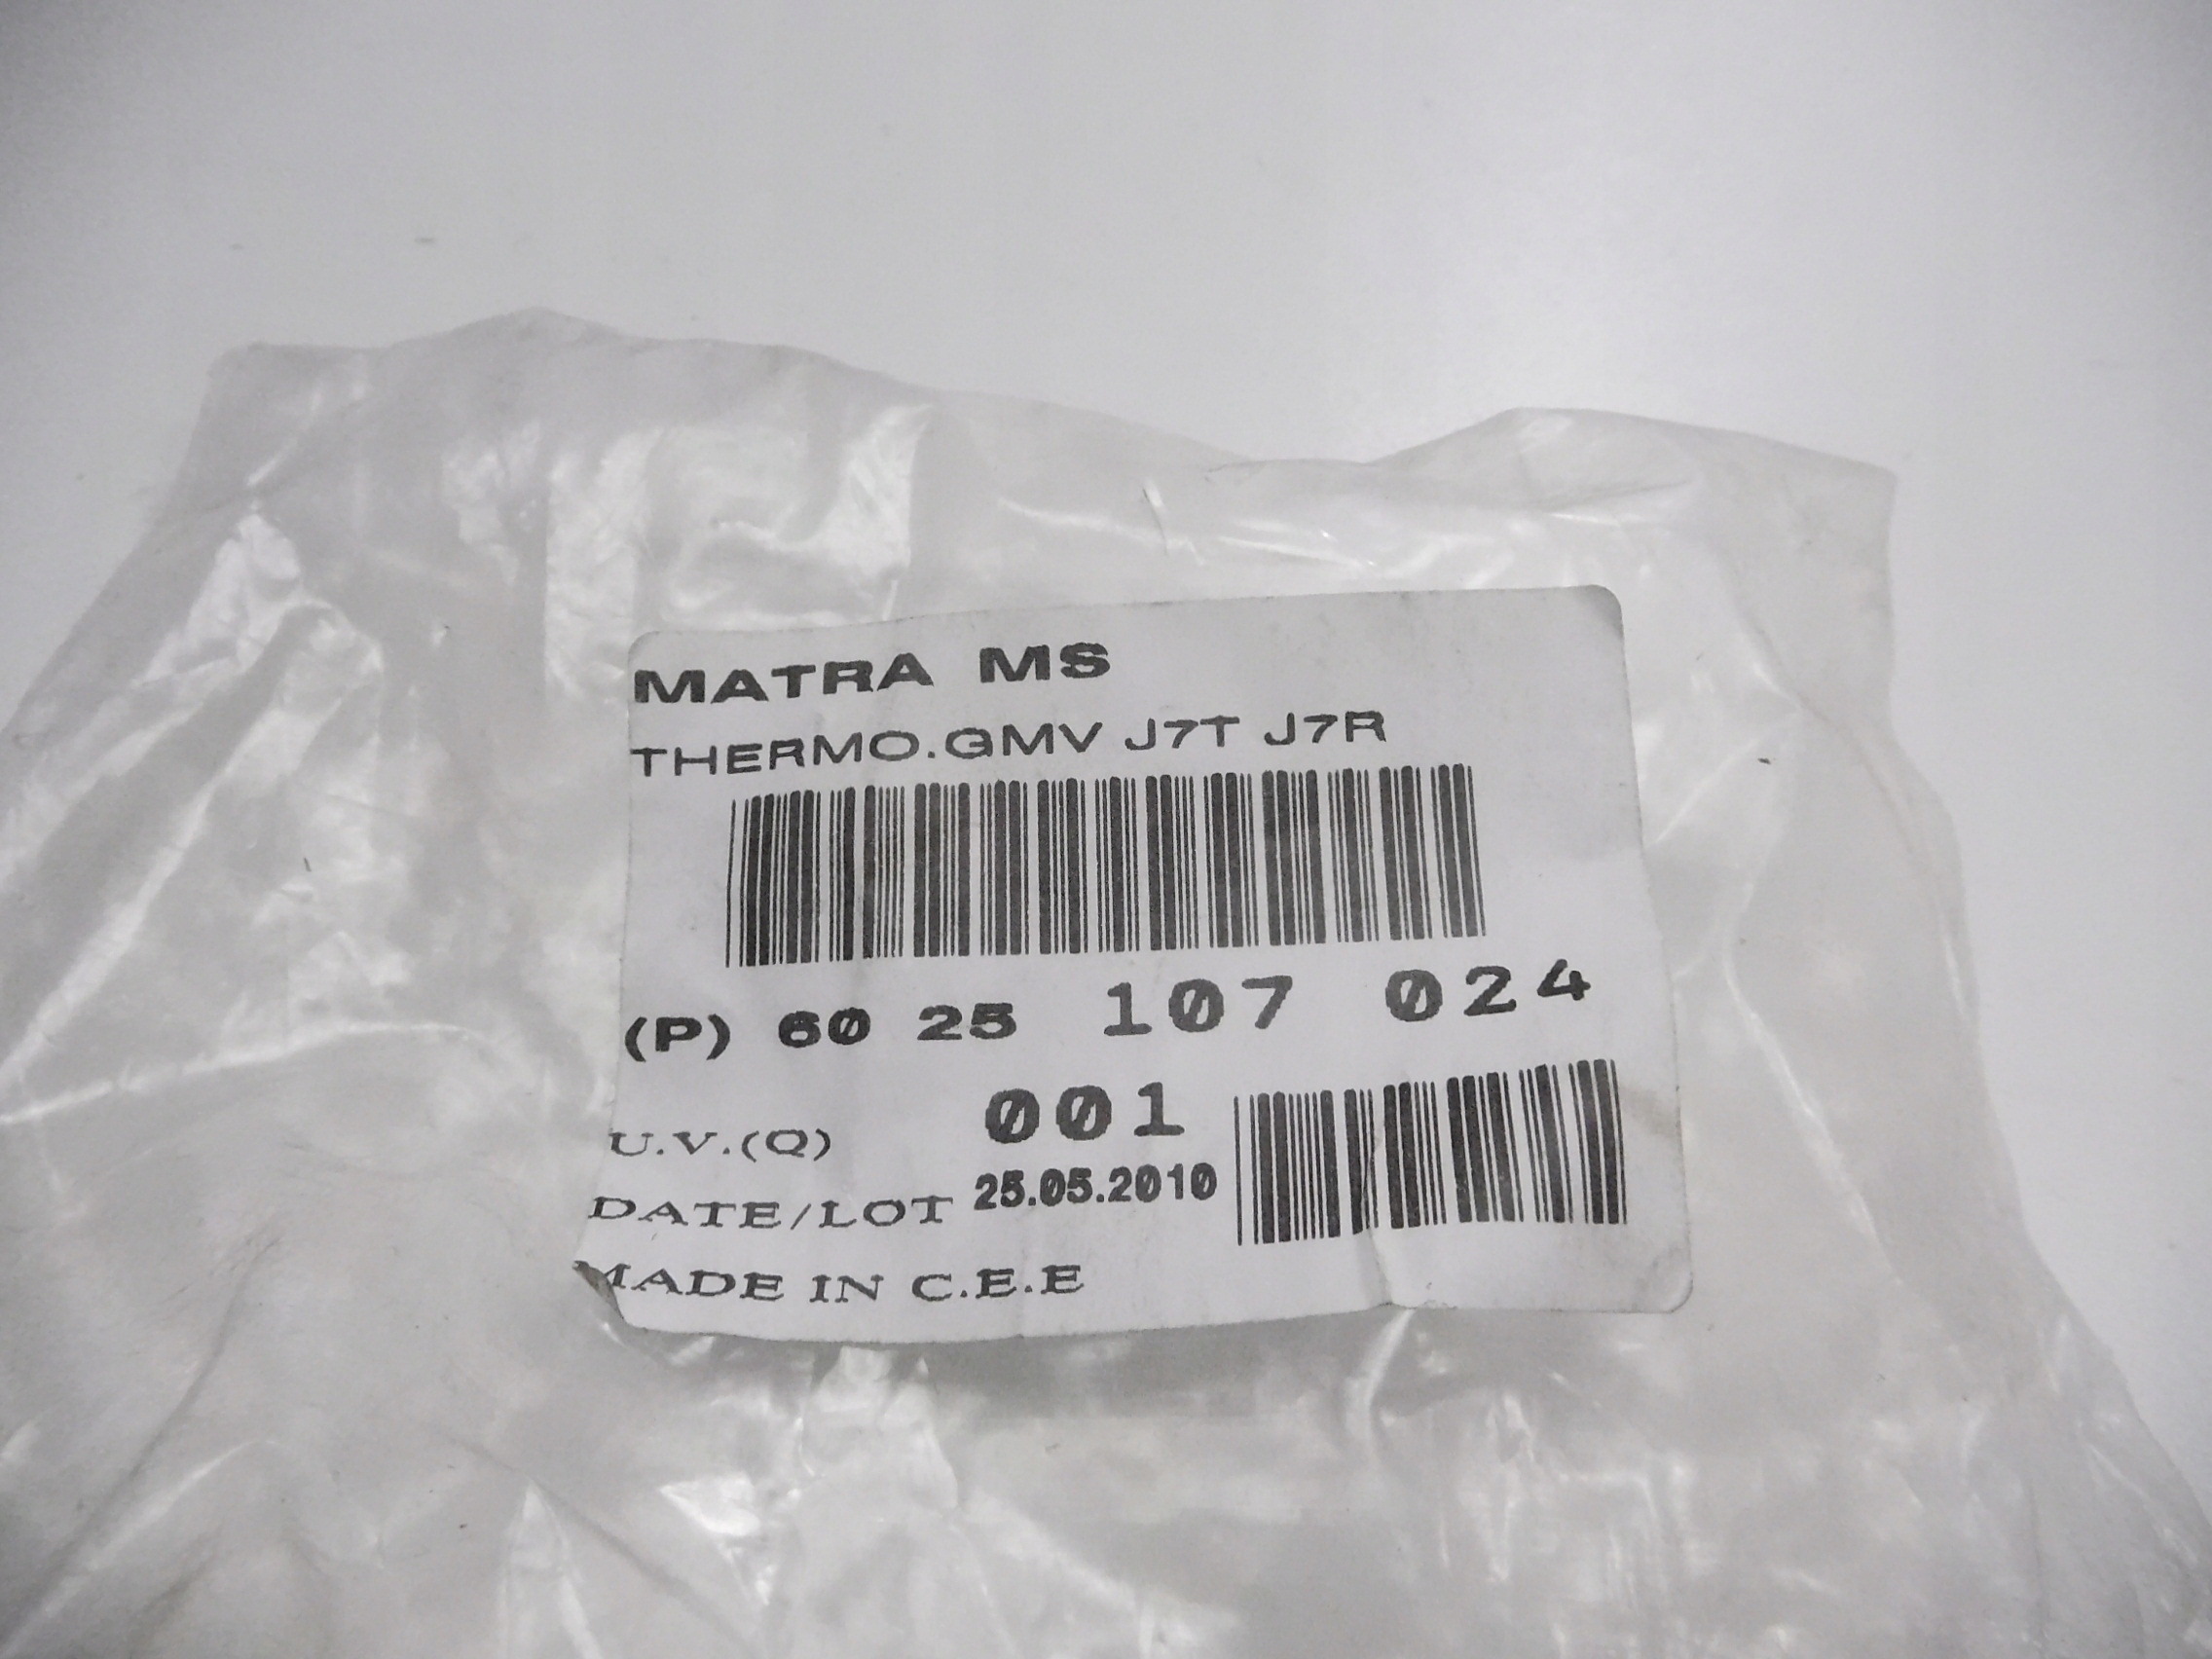 MATRA MS
THERMO.GMV J7T J7R
(P) 60 25 107 024
U.V.(Q) 001
DATE/LOT 25.05.2010
MADE IN C.E.E